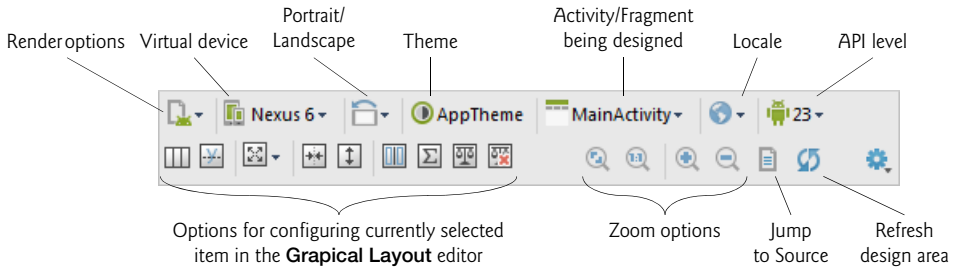 Portrait/
Landscape
Activity/Fragment
being designed
Render options
Virtual device
Theme
Locale
API level
Nexus 6
AppTheme
MainActivity
23
1:1
Options for configuring currently selected
item in the Grapical Layout editor
Zoom options
Jump
to Source
Refresh
design area